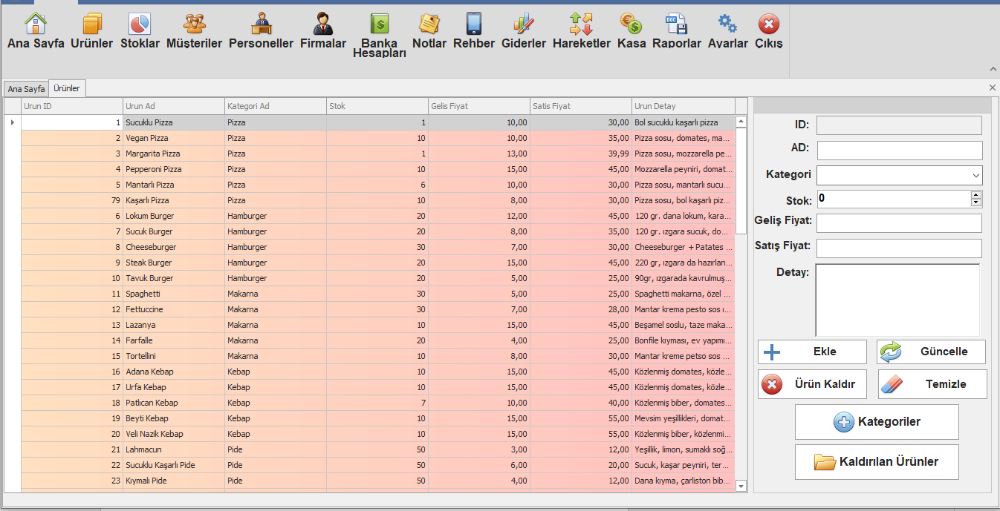 Ana Sayfa Urünler Stoklar Müşteriler Personeller Firmalar Banka Hesapları Notlar Rehber Giderler Hareketler Kasa Raporlar Ayarlar Çıkış
Ana Sayfa Ürünler
Urun ID Urun Ad Kategori Ad Stok Gelis Fiyat Satis Fiyat Urun Detay
1 Sucuklu Pizza Pizza 1 10,00 30,00 Bol sucuklu kaşarlı pizza
2 Vegan Pizza Pizza 10 10,00 35,00 Pizza sosu, domates, ma...
3 Margarita Pizza Pizza 1 13,00 39,99 Pizza sosu, mozzarella pe...
4 Pepperoni Pizza Pizza 10 15,00 45,00 Mozzarella peyniri, domat...
5 Mantarlı Pizza Pizza 6 10,00 30,00 Pizza sosu, mantarlı sucu...
79 Kaşarlı Pizza Pizza 10 8,00 30,00 Pizza sosu, bol kaşarlı piz...
6 Lokum Burger Hamburger 20 12,00 45,00 120 gr. dana lokum, kara...
7 Sucuk Burger Hamburger 20 8,00 35,00 120 gr. ızgara sucuk, do...
8 Cheeseburger Hamburger 30 7,00 30,00 Cheeseburger +Patates ...
9 Steak Burger Hamburger 20 15,00 45,00 220 gr, ızgara da hazırlan...
10 Tavuk Burger Hamburger 20 5,00 25,00 90gr, ızgarada kavrulmuş...
11 Spaghetti Makarna 30 5,00 25,00 Spaghetti makarna, özel ...
12 Fettuccine Makarna 30 7,00 28,00 Mantar krema pesto sos ı...
13 Lazanya Makarna 10 15,00 45,00 Beşamel soslu, taze maka...
14 Farfalle Makarna 20 4,00 25,00 Bonfile kıyması, ev yapımı...
15 Tortellini Makarna 10 8,00 30,00 Mantar kreme petso sos ...
16 Adana Kebap Kebap 10 15,00 45,00 Közlenmiş domates, közle...
17 Urfa Kebap Kebap 10 15,00 45,00 Közlenmiş domates, közle...
18 Patlıcan Kebap Kebap 7 10,00 40,00 Közlenmiş biber, domates...
19 Beyti Kebap Kebap 10 15,00 55,00 Mevsim yeşillikleri, domat...
20 Veli Nazik Kebap Kebap 10 15,00 55,00 Közlenmiş biber, közlenmi...
21 Lahmacun Pide 50 3,00 12,00 Yeşillik, limon, sumaklı soğ...
22 Sucuklu Kaşarlı Pide Pide 50 6,00 20,00 Sucuk, kaşar peyniri, ter...
23 Kıymalı Pide Pide 50 4,00 12,00 Dana kıyma, çarliston bib...
ID:
AD:
Kategori
Stok: 0
Geliş Fiyat:
Satış Fiyat:
Detay:
Ekle Güncelle
Ürün Kaldır Temizle
Kategoriler
Kaldırılan Ürünler